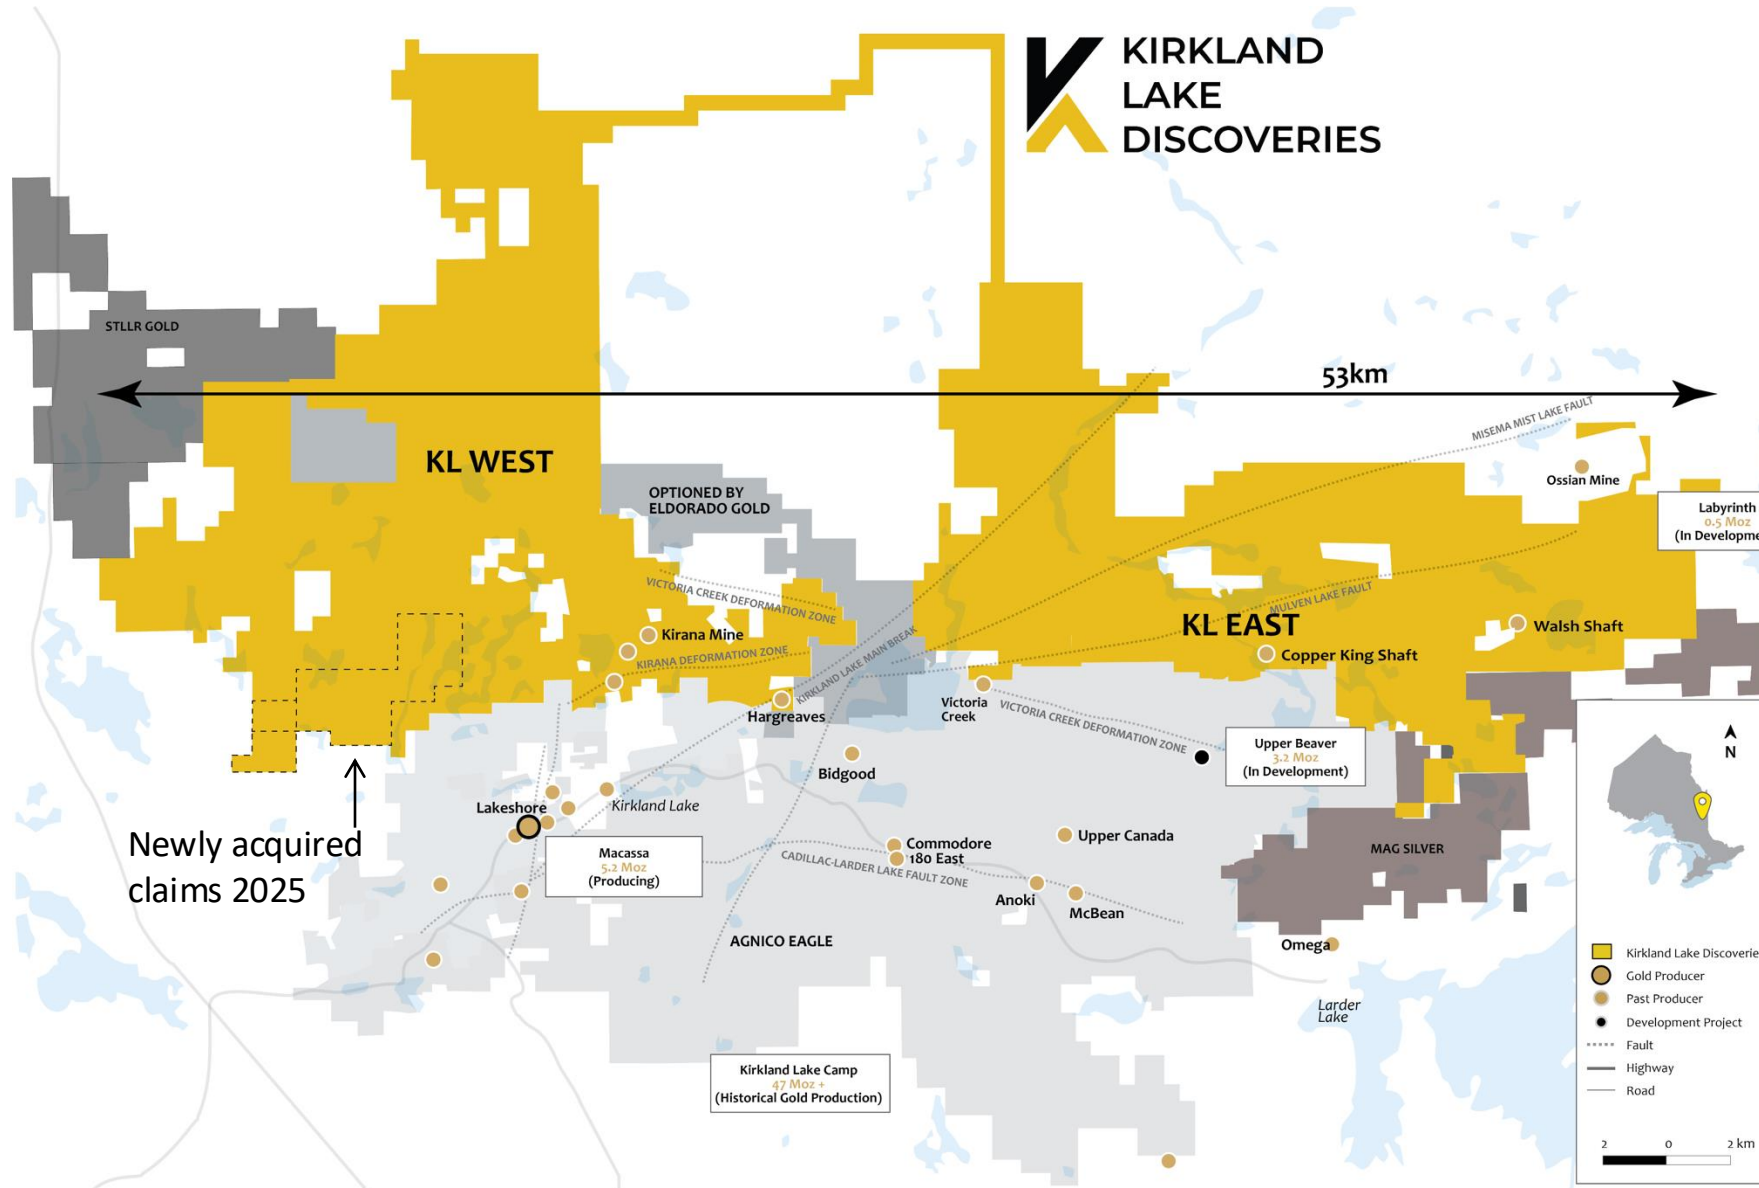 KIRKLAND
LAKE
DISCOVERIES
STLLR GOLD
53km
MISEMA MIST LAKE FAULT
KL WEST
OPTIONED BY
ELDORADO GOLD
Ossian Mine
Labyrinth
0.5 Moz
(In Developme
VICTORIA CREEK DEFORMATION ZONE
MULVEN LAKE FAULT
KL EAST
Walsh Shaft
Kirana Mine
KIRANA DEFORMATION ZONE
KIRKLAND LAKE MAIN BREAK
Copper King Shaft
Hargreaves
Victoria
Creek
VICTORIA CREEK DEFORMATION ZONE
Upper Beaver
3.2 Moz
(In Development)
N
Bidgood
Lakeshore
Kirkland Lake
Newly acquired
claims 2025
Macassa
5.2 Moz
(Producing)
Commodore
180 East
Upper Canada
CADILLAC-LARDER LAKE FAULT ZONE
MAG SILVER
Anoki
McBean
AGNICO EAGLE
Omega
Larder
Lake
Kirkland Lake Camp
47 Moz +
(Historical Gold Production)
Kirkland Lake Discoverie
Gold Producer
Past Producer
Development Project
Fault
Highway
Road
2 0 2 km